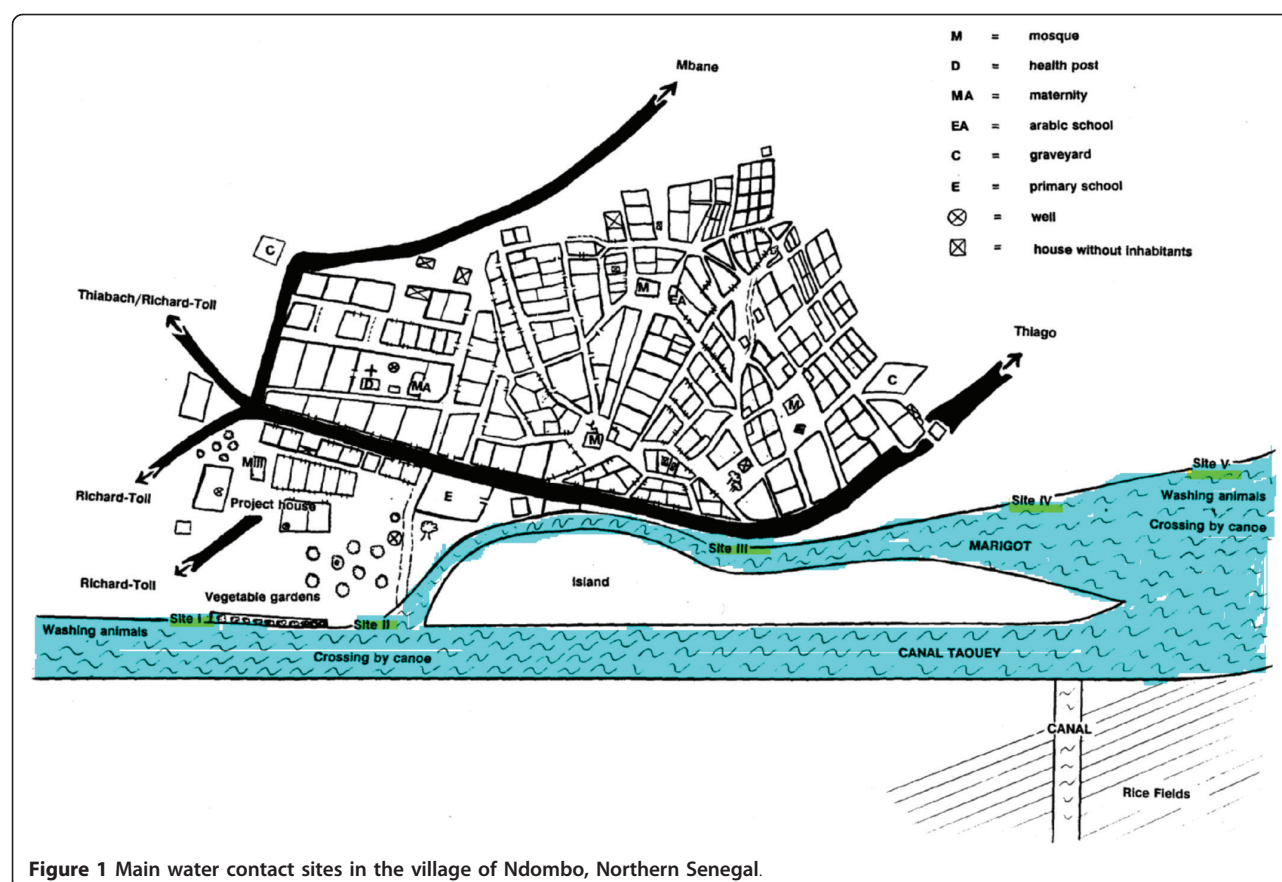 M = mosque
D = health post
MA = maternity
EA = arabic school
C = graveyard
E = primary school
= well
= house without inhabitants
Mbane
C
Thiabach/Richard-Toll
M
EA
Thiago
C
D
MA
M
M
E
Richard-Toll
M
Project house
E
Site V
Washing animals
Site IV
Crossing by canoe
Site III
MARIGOT
Richard-Toll
Island
Vegetable gardens
Site I
Site II
Washing animals
Crossing by canoe
CANAL TAOUEY
CANAL
Rice Fields
Figure 1 Main water contact sites in the village of Ndombo, Northern Senegal.